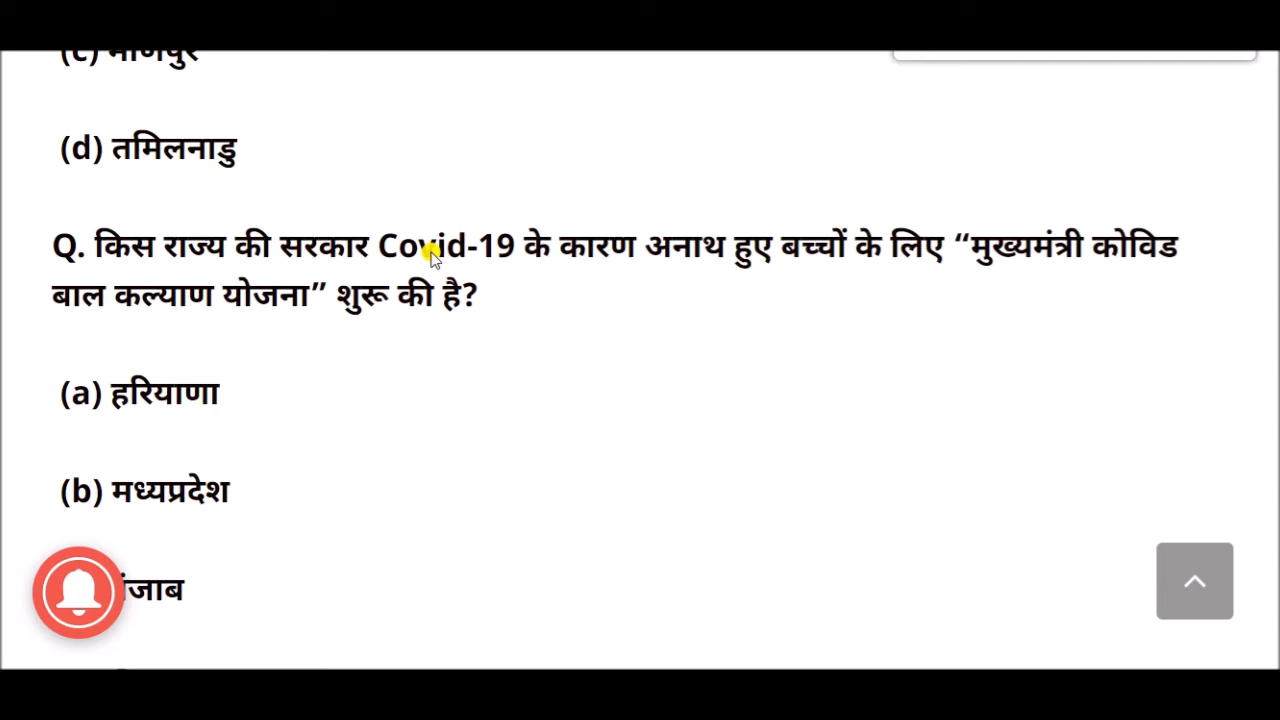 (d) तमिलनाडु
Q. किस राज्य की सरकार Covid-19 के कारण अनाथ हुए बच्चों के लिए “मुख्यमंत्री कोविड
बाल कल्याण योजना” शुरू की है?
(a) हरियाणा
(b) मध्यप्रदेश